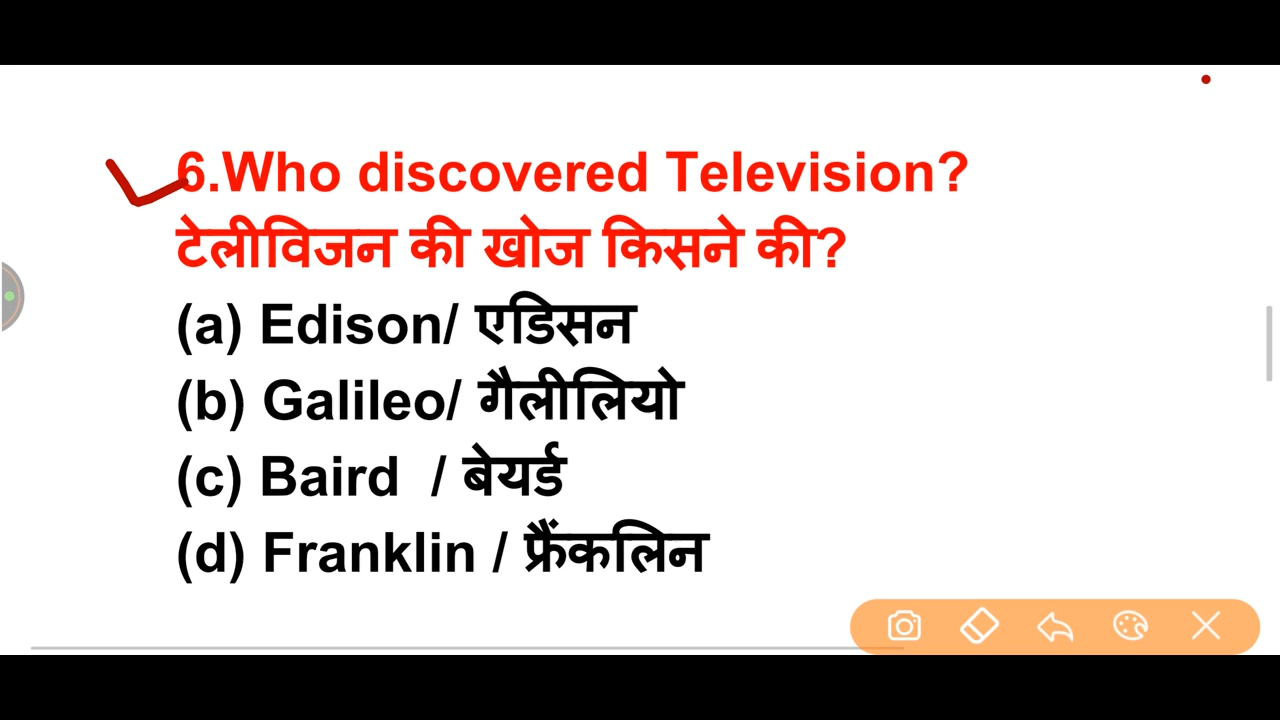 6.Who discovered Television?
टेलीविजन की खोज किसने की?
(a) Edison/ एडिसन
(b) Galileo/ गैलीलियो
(c) Baird / बेयर्ड
(d) Franklin / फ्रैंकलिन